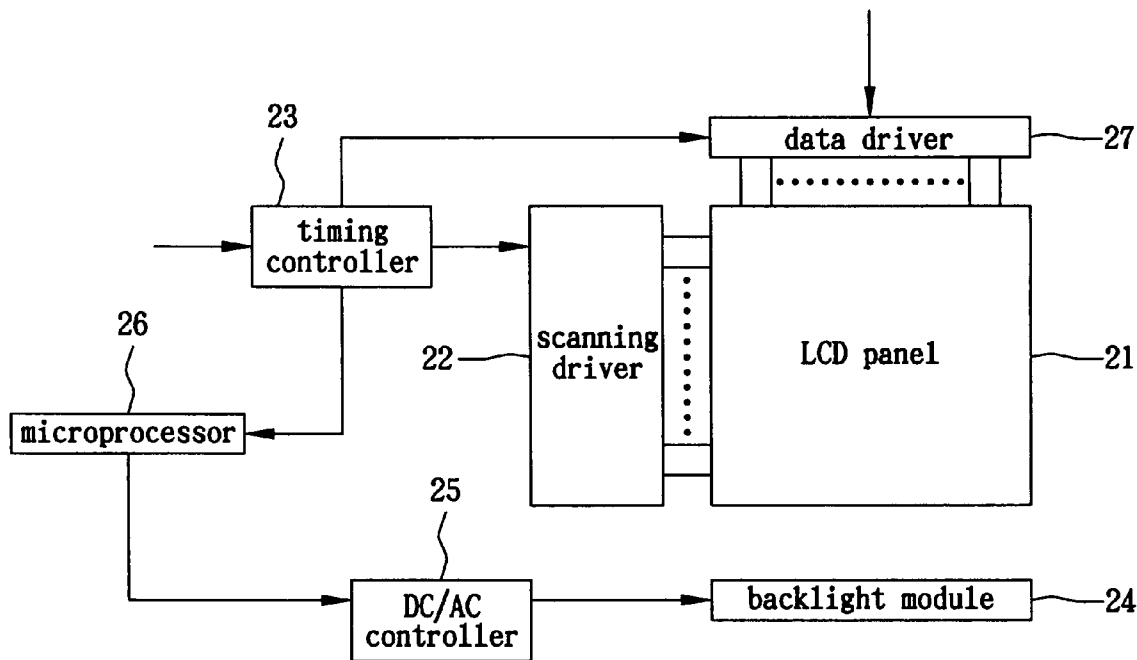 23
data driver
27
timing
controller
26
22
scanning
driver
LCD panel
21
microprocessor
25
DC/AC
controller
backlight module
24